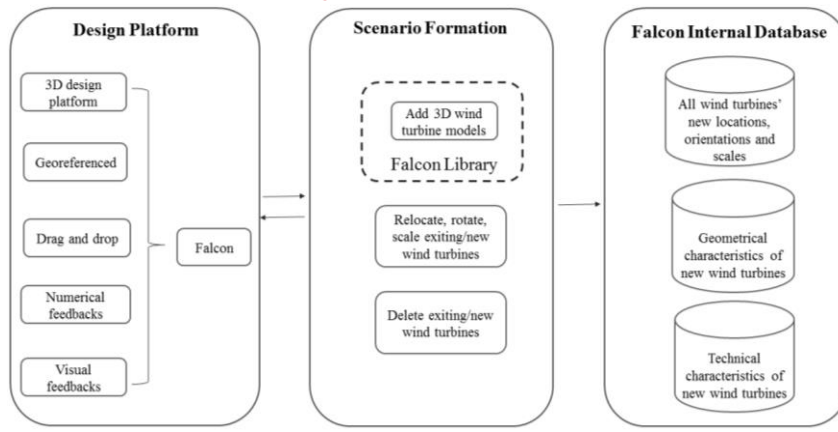 Design Platform
3D design
platform
Georeferenced
Drag and drop
Numerical
feedbacks
Visual
feedbacks
Falcon
Scenario Formation
Add 3D wind
turbine models
Falcon Library
Relocate, rotate,
scale exiting/new
wind turbines
Delete exiting/new
wind turbines
Falcon Internal Database
All wind turbines'
new locations,
orientations and
scales
Geometrical
characteristics of
new wind turbines
Technical
characteristics of
new wind turbines